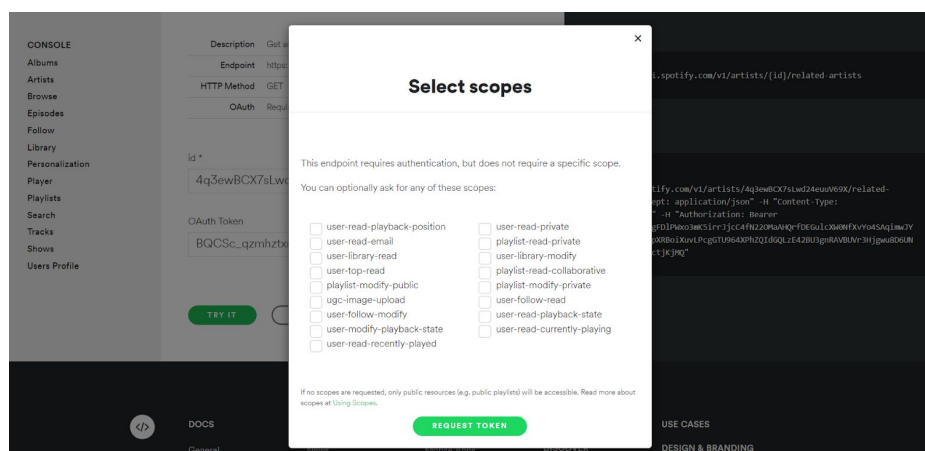 CONSOLE
Albums
Artists
Browse
Episodes
Follow
Library
Personalization
Player
Playlists
Search
Tracks
Shows
Users Profile
Description Get a
Endpoint https:
HTTP Method GET
OAuth Requi
id *
4q3ewBCX7sLwd
OAuth Token
BQCSc_qzmhztbx
TRY IT
×
Select scopes
This endpoint requires authentication, but does not require a specific scope.
You can optionally ask for any of these scopes:
user-read-playback-position user-read-private
user-read-email playlist-read-private
user-library-read user-library-modify
user-top-read playlist-read-collaborative
playlist-modify-public playlist-modify-private
ugc-image-upload user-follow-read
user-follow-modify user-read-playback-state
user-modify-playback-state user-read-currently-playing
user-read-recently-played
If no scopes are requested, only public resources (e.g. public playlists) will be accessible. Read more about
scopes at Using Scopes.
REQUEST TOKEN
i.spotify.com/v1/artists/{id}/related-artists
tify.com/v1/artists/4q3ewBCX7sLwd24euuV69X/related-
ept: application/json" -H "Content-Type:
" -H "Authorization: Bearer
</>
DOCS
General
USE CASES
DESIGN & BRANDING